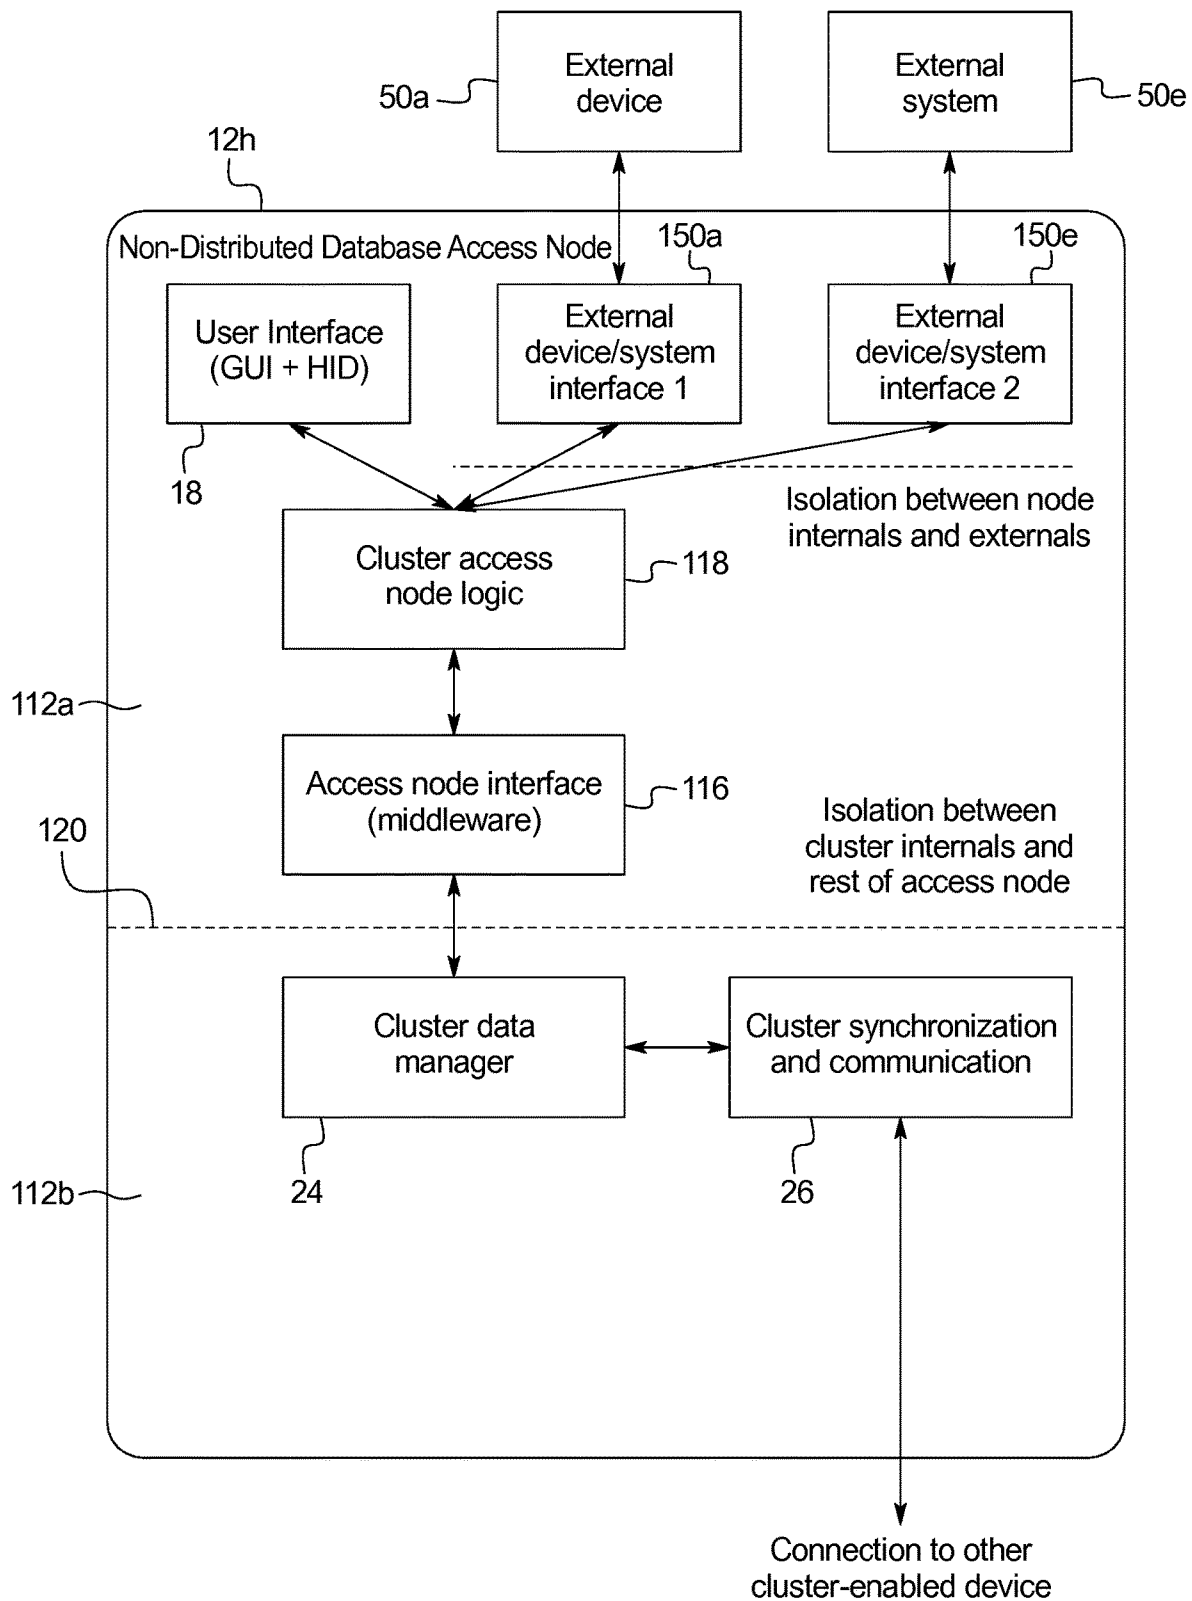 External
device
External
system
50a
50e
12h
Non-Distributed Database Access Node
150a
150e
User Interface
(GUI + HID)
External
device/system
interface 1
External
device/system
interface 2
18
Isolation between node
internals and externals
Cluster access
node logic
118
112a
Access node interface
(middleware)
116
Isolation between
cluster internals and
rest of access node
120
Cluster data
manager
Cluster synchronization
and communication
24
26
112b
Connection to other
cluster-enabled device